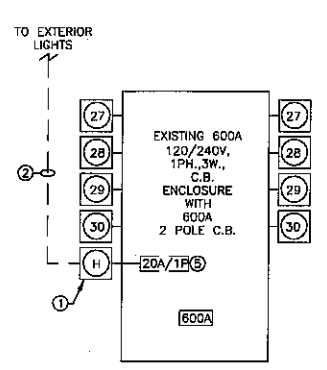 TO EXTERIOR
LIGHTS
27
28
2
29
30
H
1
EXISTING 600A
120/240V,
1PH.,3W.,
C.B.
ENCLOSURE
WITH
600A
2 POLE C.B.
20A/1P 5
600A
27
28
29
30